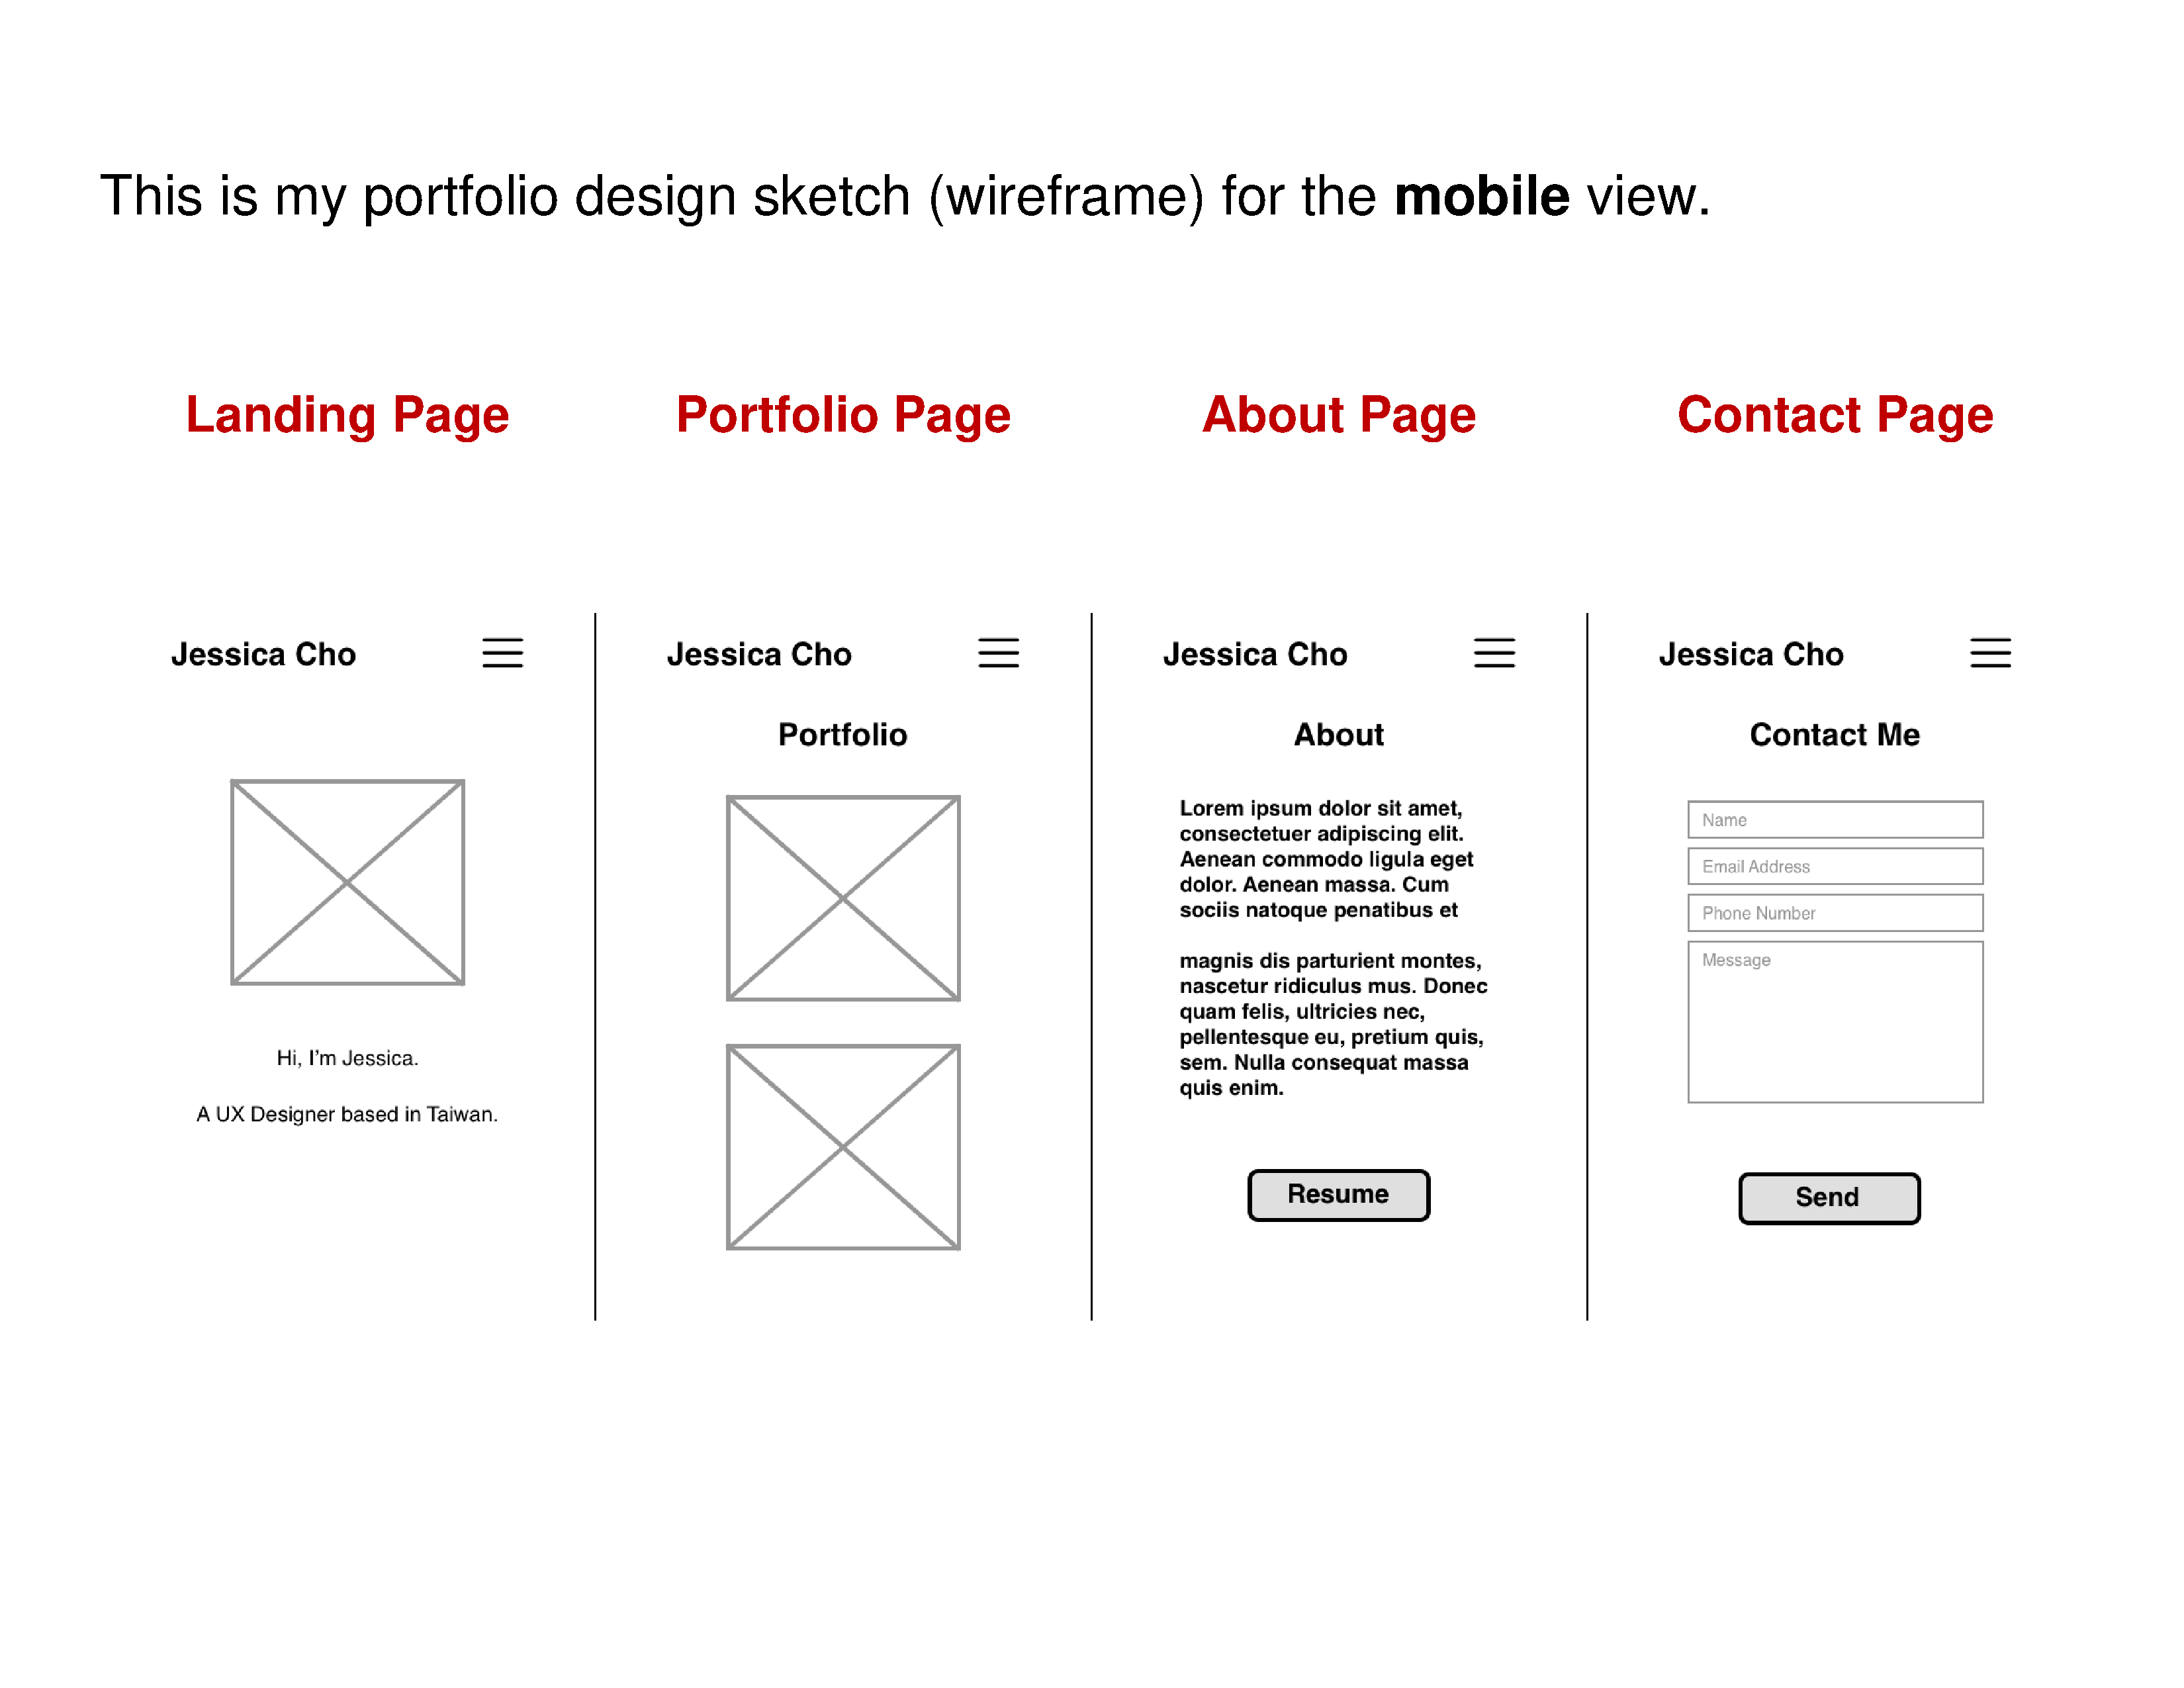 This is my portfolio design sketch (wireframe) for the mobile view.
Landing Page
Portfolio Page
About Page
Contact Page
Jessica Cho
Hi, I'm Jessica.
A UX Designer based in Taiwan.
Jessica Cho
Portfolio
Jessica Cho
About
Lorem ipsum dolor sit amet,
consectetuer adipiscing elit.
Aenean commodo ligula eget
dolor. Aenean massa. Cum
sociis natoque penatibus et
magnis dis parturient montes,
nascetur ridiculus mus. Donec
quam felis, ultricies nec,
pellentesque eu, pretium quis,
sem. Nulla consequat massa
quis enim.
Resume
Jessica Cho
Contact Me
Name
Email Address
Phone Number
Message
Send